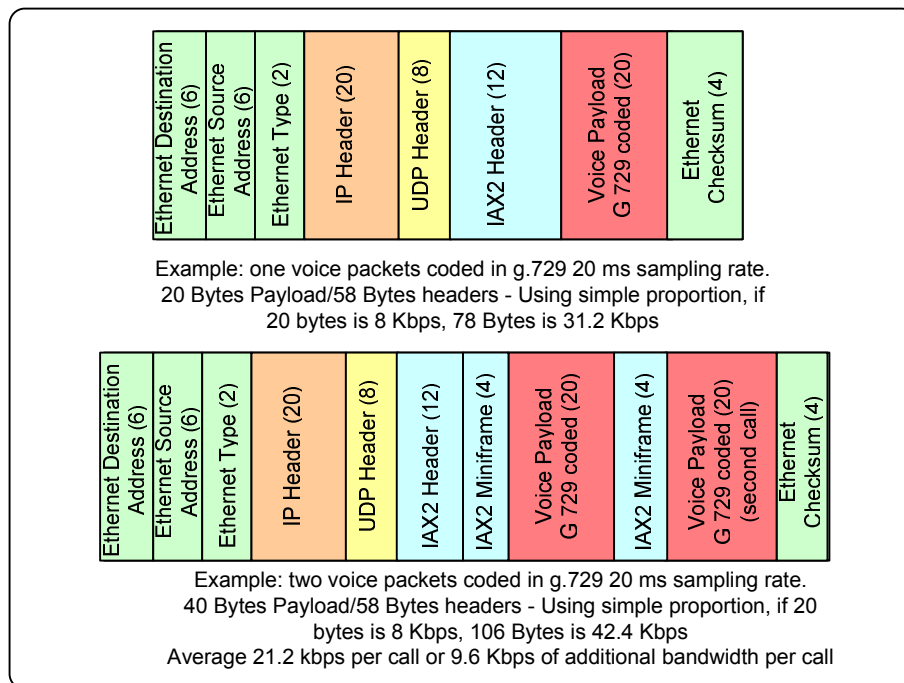 Ethernet Destination
Address (6)
Ethernet Source
Address (6)
Ethernet Type (2)
IP Header (20)
UDP Header (8)
IAX2 Header (12)
Voice Payload
G 729 coded (20)
Ethernet
Checksum (4)
Example: one voice packets coded in g.729 20 ms sampling rate.
20 Bytes Payload/58 Bytes headers - Using simple proportion, if
20 bytes is 8 Kbps, 78 Bytes is 31.2 Kbps
Ethernet Destination
Address (6)
Ethernet Source
Address (6)
Ethernet Type (2)
IP Header (20)
UDP Header (8)
IAX2 Header (12)
IAX2 Miniframe (4)
Voice Payload
G 729 coded (20)
IAX2 Miniframe (4)
Voice Payload
G 729 coded (20)
(second call)
Ethernet
Checksum (4)
Example: two voice packets coded in g.729 20 ms sampling rate.
40 Bytes Payload/58 Bytes headers - Using simple proportion, if 20
bytes is 8 Kbps, 106 Bytes is 42.4 Kbps
Average 21.2 kbps per call or 9.6 Kbps of additional bandwidth per call